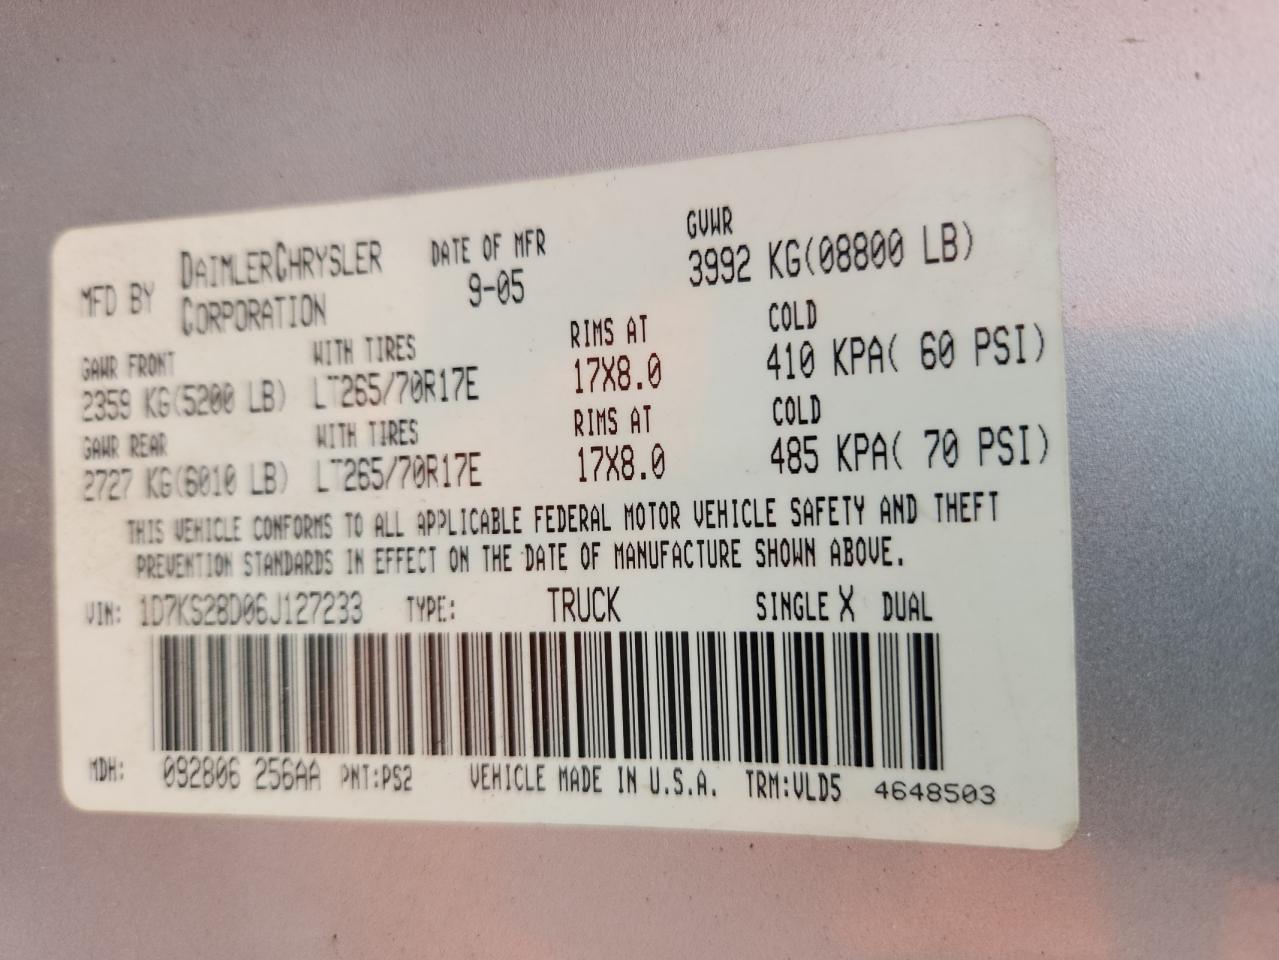 MFD BY DAIMLERCHRYSLER CORPORATION DATE OF MFR 9-05 GVWR 3992 KG(08800 LB)
GAWR FRONT WITH TIRES RIMS AT COLD
2359 KG(5200 LB) LT265/70R17E 17X8.0 410 KPA( 60 PSI)
GAWR REAR WITH TIRES RIMS AT COLD
2727 KG(6010 LB) LT265/70R17E 17X8.0 485 KPA( 70 PSI)
THIS VEHICLE CONFORMS TO ALL APPLICABLE FEDERAL MOTOR VEHICLE SAFETY AND THEFT
PREVENTION STANDARDS IN EFFECT ON THE DATE OF MANUFACTURE SHOWN ABOVE.
VIN: 1D7KS28D06J127233 TYPE: TRUCK SINGLE X DUAL
MDH: 092806 256AA PNT:PS2 VEHICLE MADE IN U.S.A. TRM:VLD5 4648503